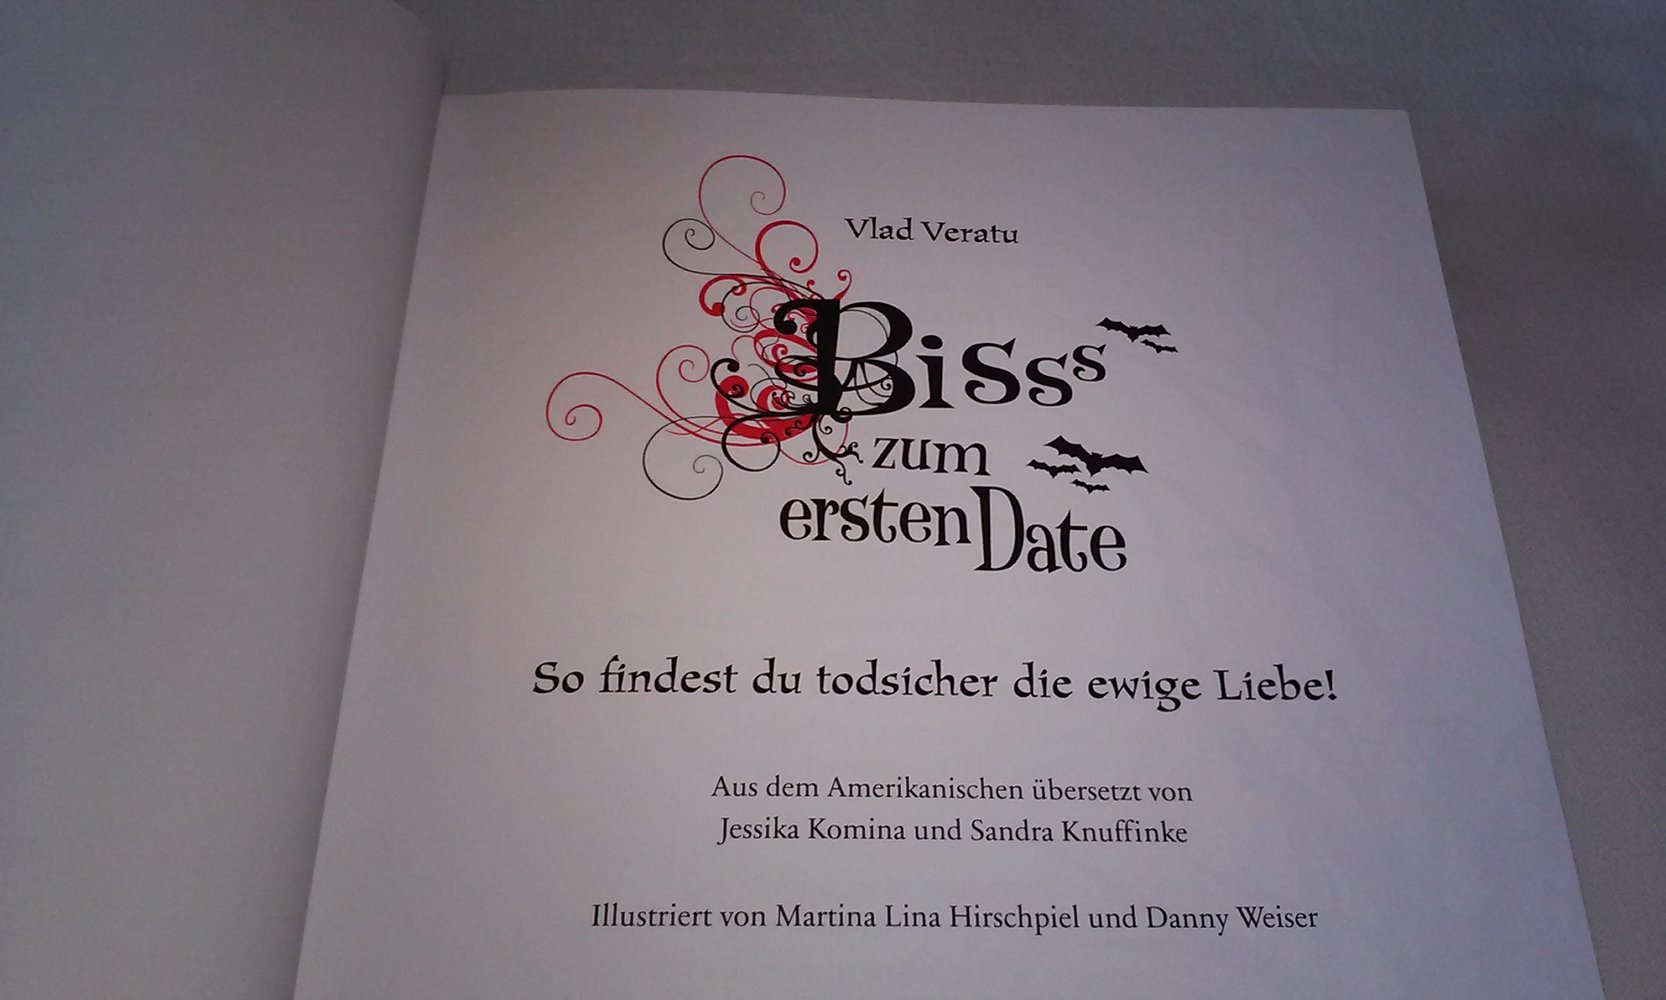 Vlad Veratu
Bisss
zum
ersten Date
So findest du todsicher die ewige Liebe!
Aus dem Amerikanischen übersetzt von
Jessika Komina und Sandra Knuffinke
Illustriert von Martina Lina Hirschpiel und Danny Weiser